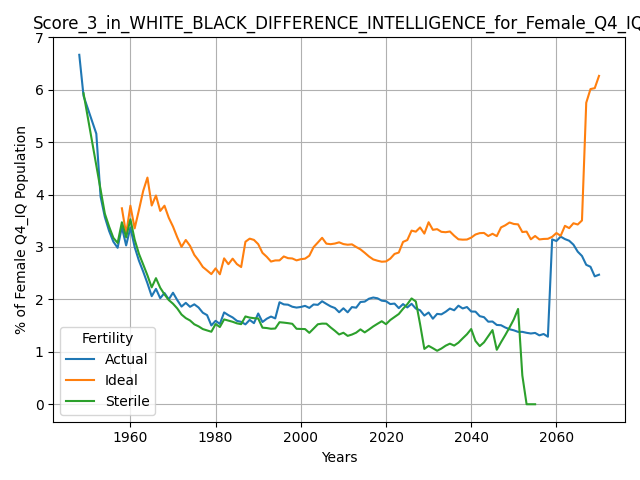 Score_3_in_WHITE_BLACK_DIFFERENCE_INTELLIGENCE_for_Female_Q4_IQ
7
6
5
4
3
2
1
0
% of Female Q4_IQ Population
Fertility
Actual
Ideal
Sterile
1960 1980 2000 2020 2040 2060
Years